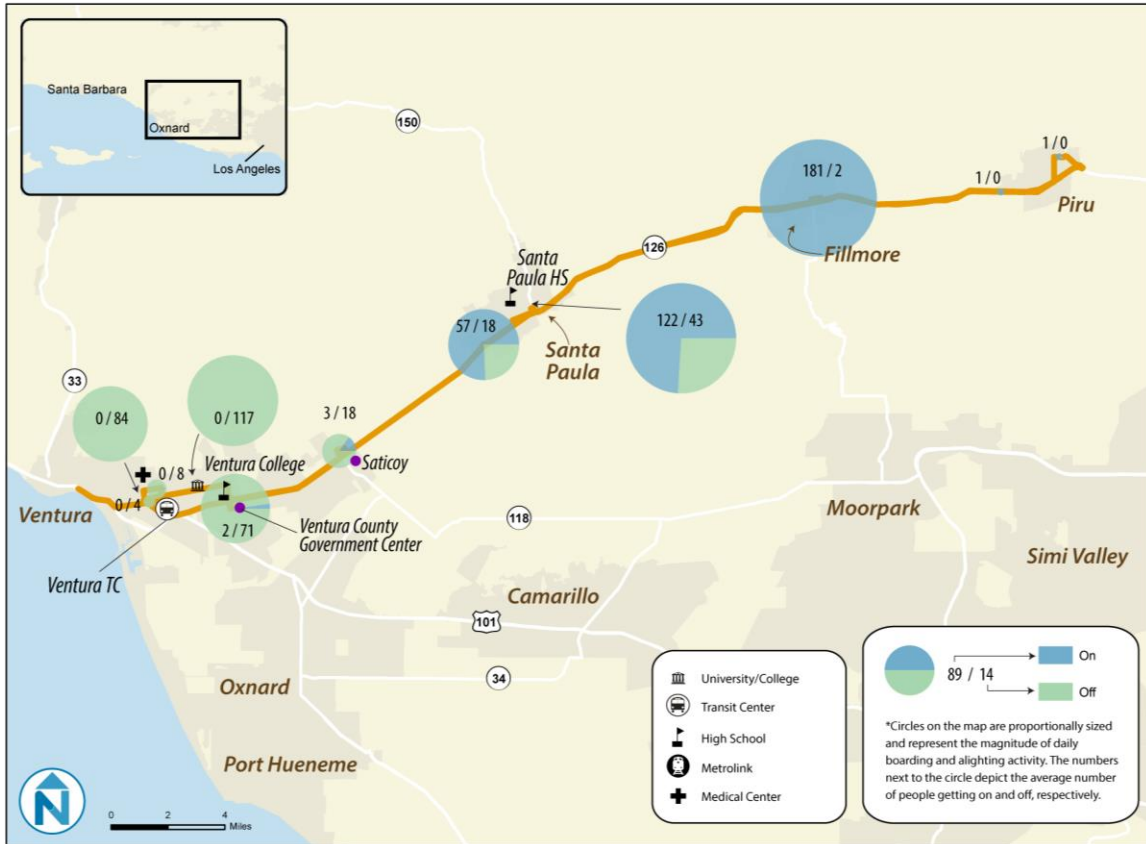 Santa Barbara
Oxnard
Los Angeles
150
1 / 0
181 / 2
1 / 0
Piru
126
Fillmore
Santa
Paula HS
57 / 18
122 / 43
Santa
Paula
33
0 / 84
0 / 117
3 / 18
0 / 8
Ventura College
Saticoy
0 / 4
Ventura
2 / 71
Ventura County
Government Center
118
Moorpark
Ventura TC
Simi Valley
Camarillo
101
34
Oxnard
Port Hueneme
University/College
Transit Center
High School
Metrolink
Medical Center
89 / 14
On
Off
*Circles on the map are proportionally sized
and represent the magnitude of daily
boarding and alighting activity. The numbers
next to the circle depict the average number
of people getting on and off, respectively.
N
0 2 4
Miles